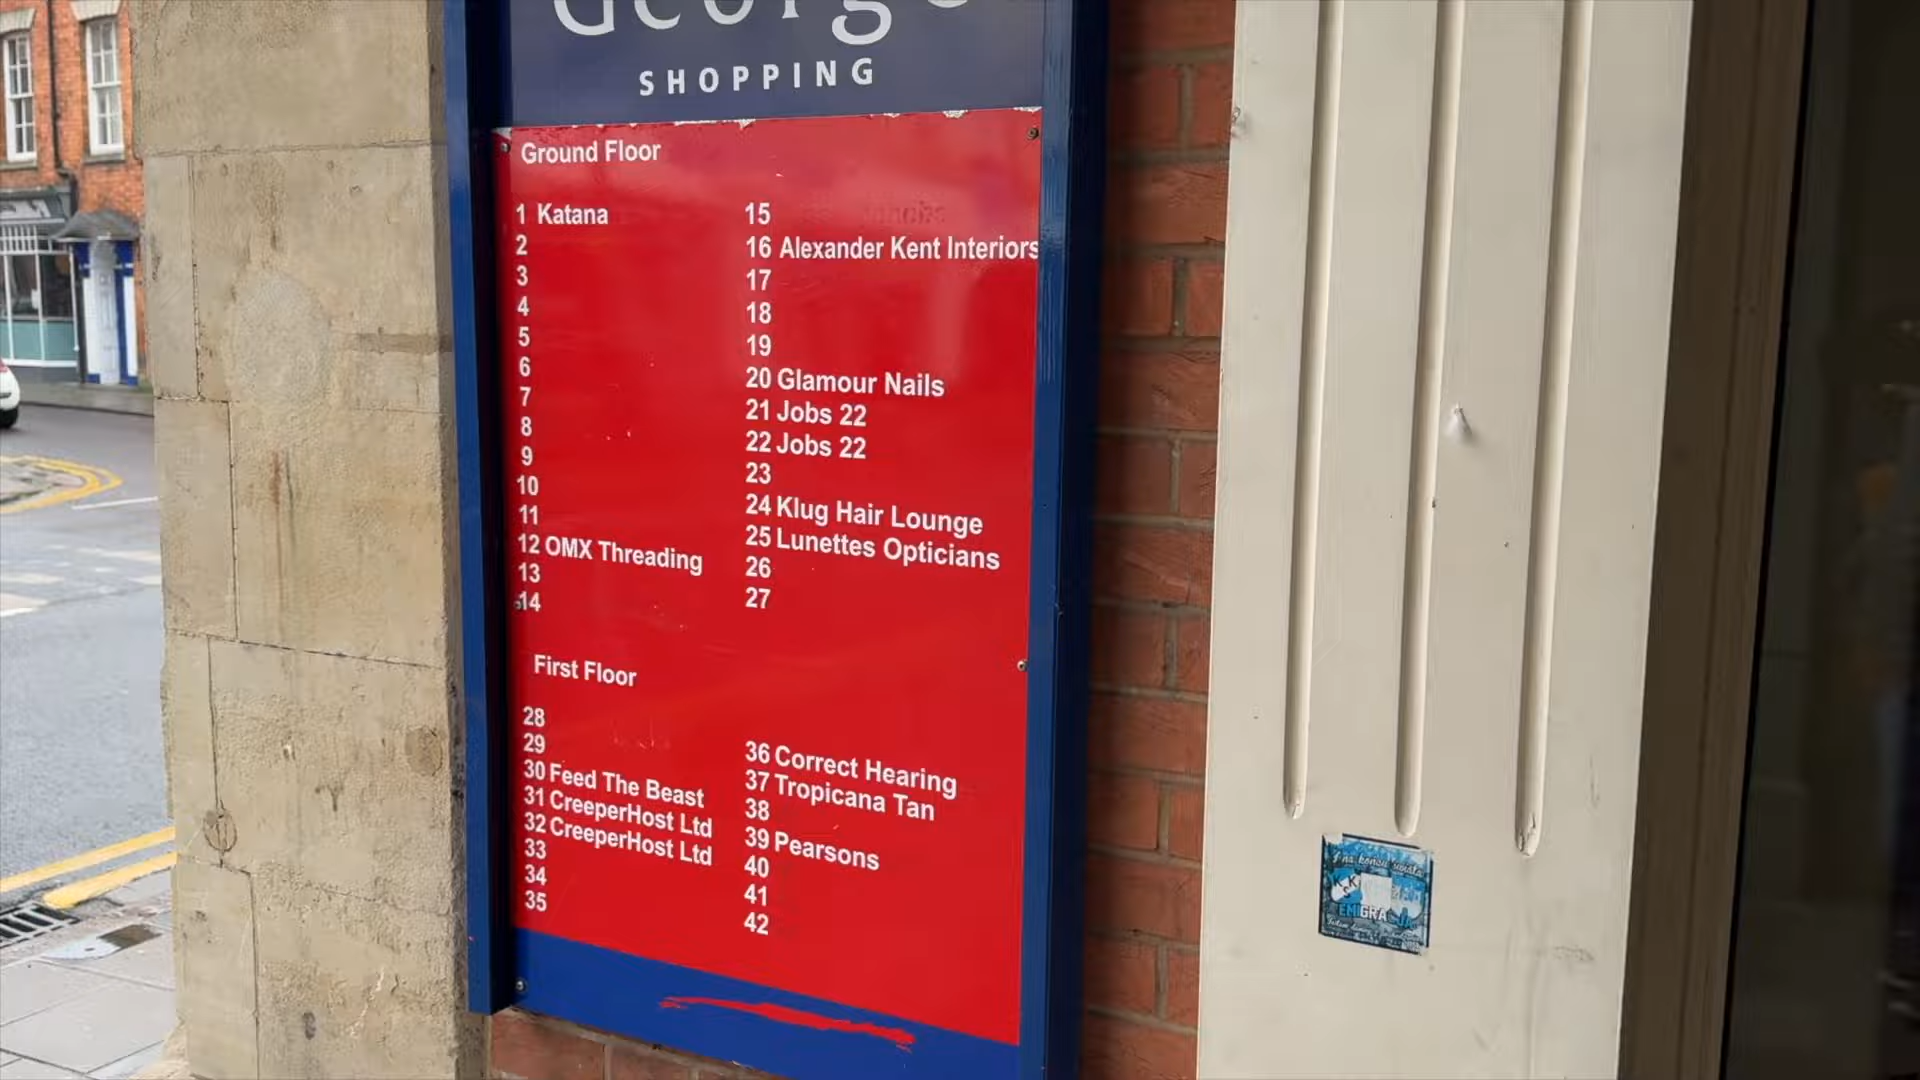 George
SHOPPING
Ground Floor
1 Katana
2
3
4
5
6
7
8
9
10
11
12 OMX Threading
13
14
15
16 Alexander Kent Interiors
17
18
19
20 Glamour Nails
21 Jobs 22
22 Jobs 22
23
24 Klug Hair Lounge
25 Lunettes Opticians
26
27
First Floor
28
29
30 Feed The Beast
31 CreeperHost Ltd
32 CreeperHost Ltd
33
34
35
36 Correct Hearing
37 Tropicana Tan
38
39 Pearsons
40
41
42
KSK